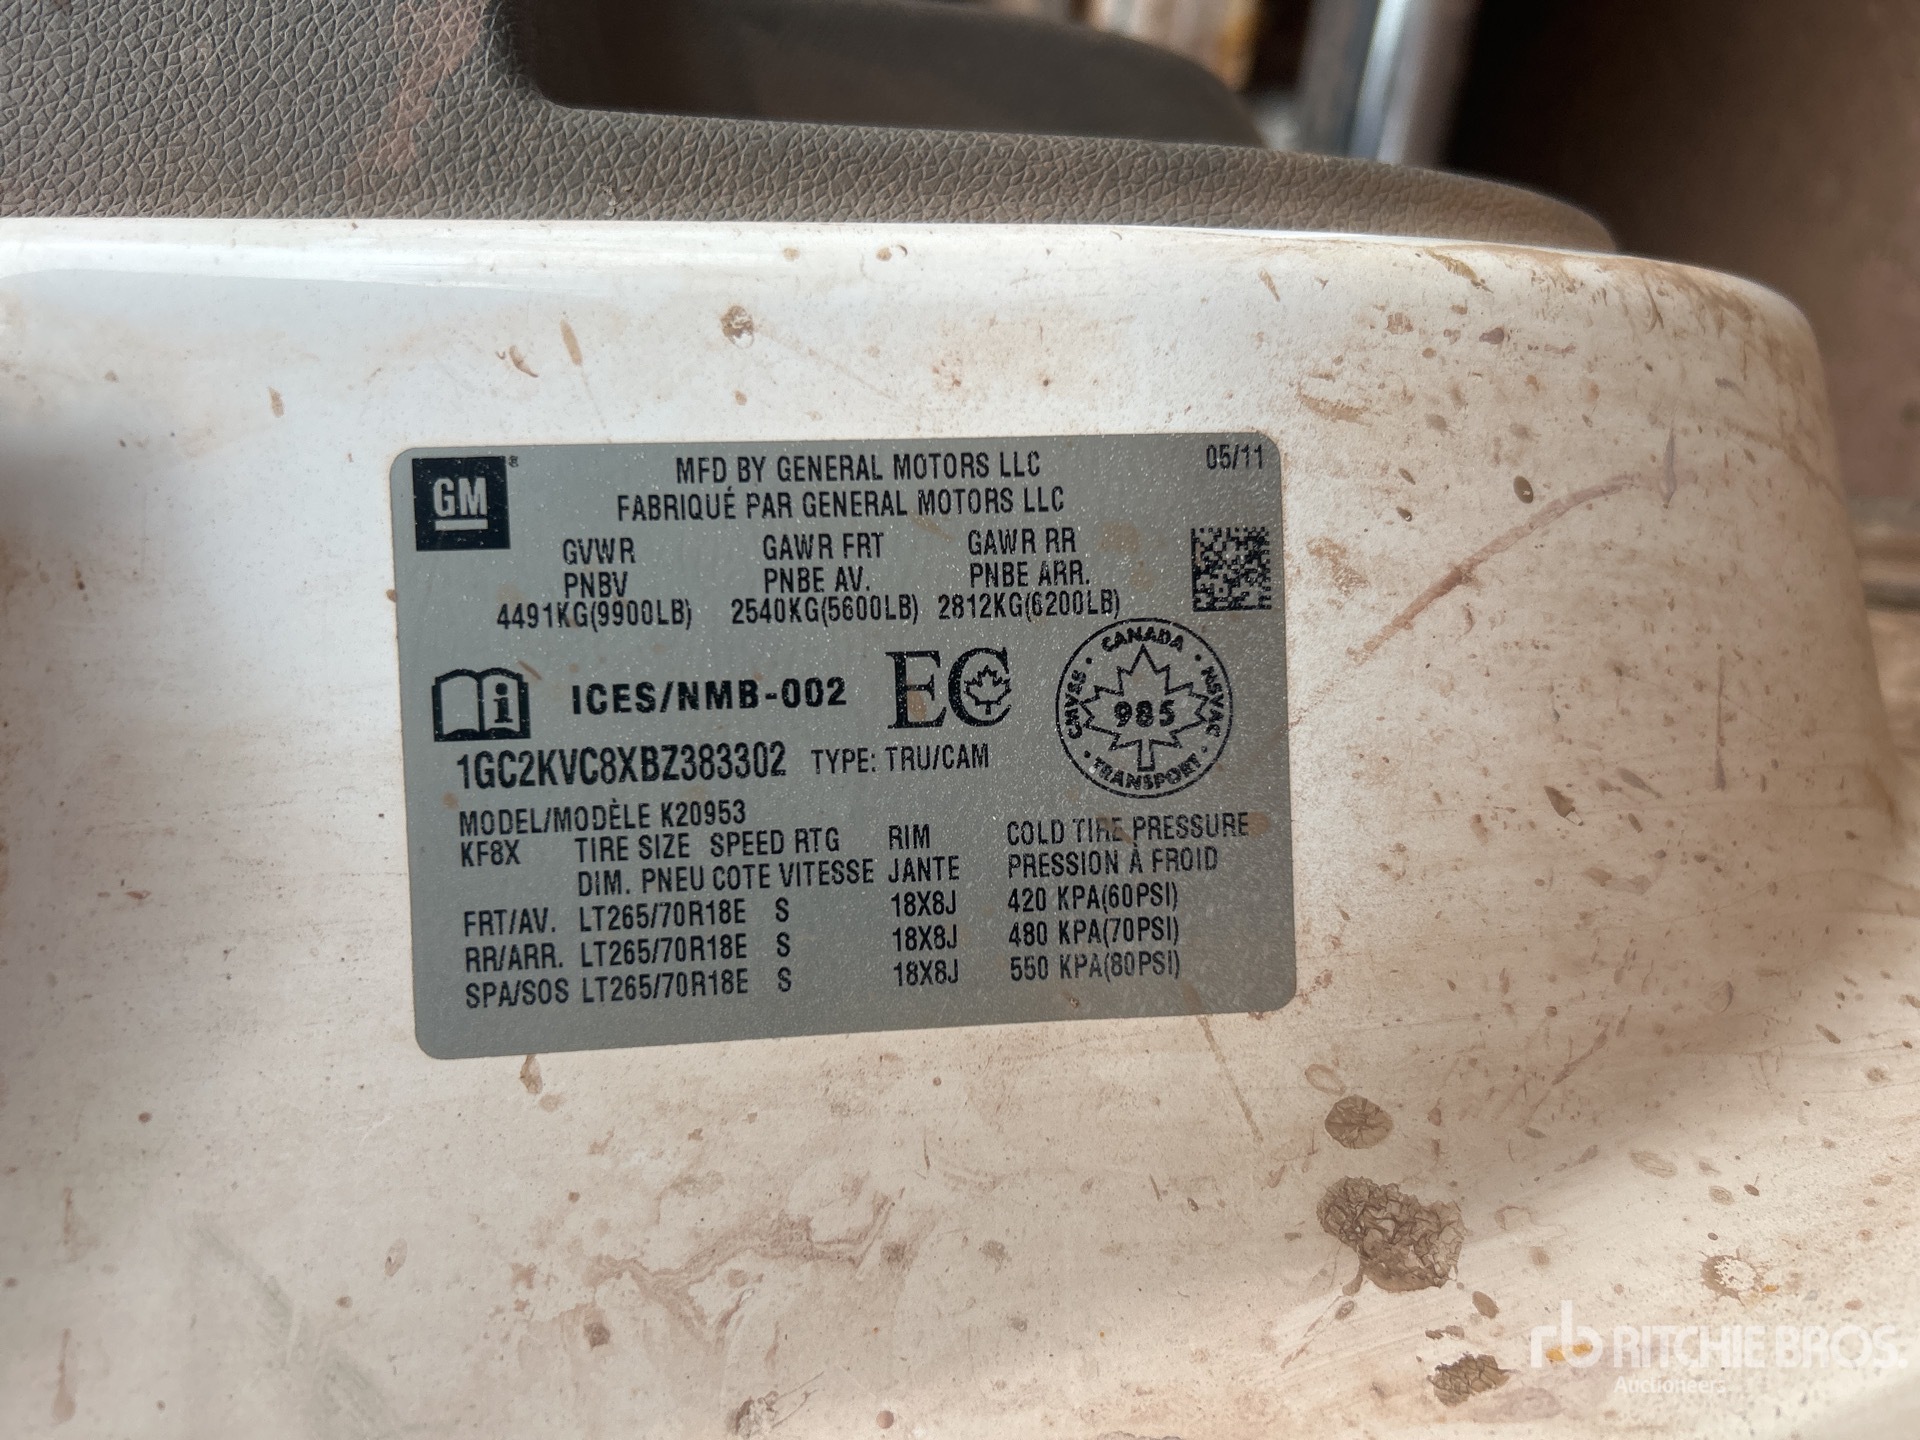 GM®
MFD BY GENERAL MOTORS LLC
05/11
FABRIQUÉ PAR GENERAL MOTORS LLC
GVWR GAWR FRT GAWR RR
PNBV PNBE AV. PNBE ARR.
4491KG(9900LB) 2540KG(5600LB) 2812KG(6200LB)
i ICES/NMB-002 EC
CANADA
CMVSS 985 NSVAC
TRANSPORT
1GC2KVC8XBZ383302 TYPE: TRU/CAM
MODEL/MODÈLE K20953
KF8X TIRE SIZE SPEED RTG RIM COLD TIRE PRESSURE
DIM. PNEU COTE VITESSE JANTE PRESSION À FROID
FRT/AV. LT265/70R18E S 18X8J 420 KPA(60PSI)
RR/ARR. LT265/70R18E S 18X8J 480 KPA(70PSI)
SPA/SOS LT265/70R18E S 18X8J 550 KPA(80PSI)
rb RITCHIE BROS.
Auctioneers